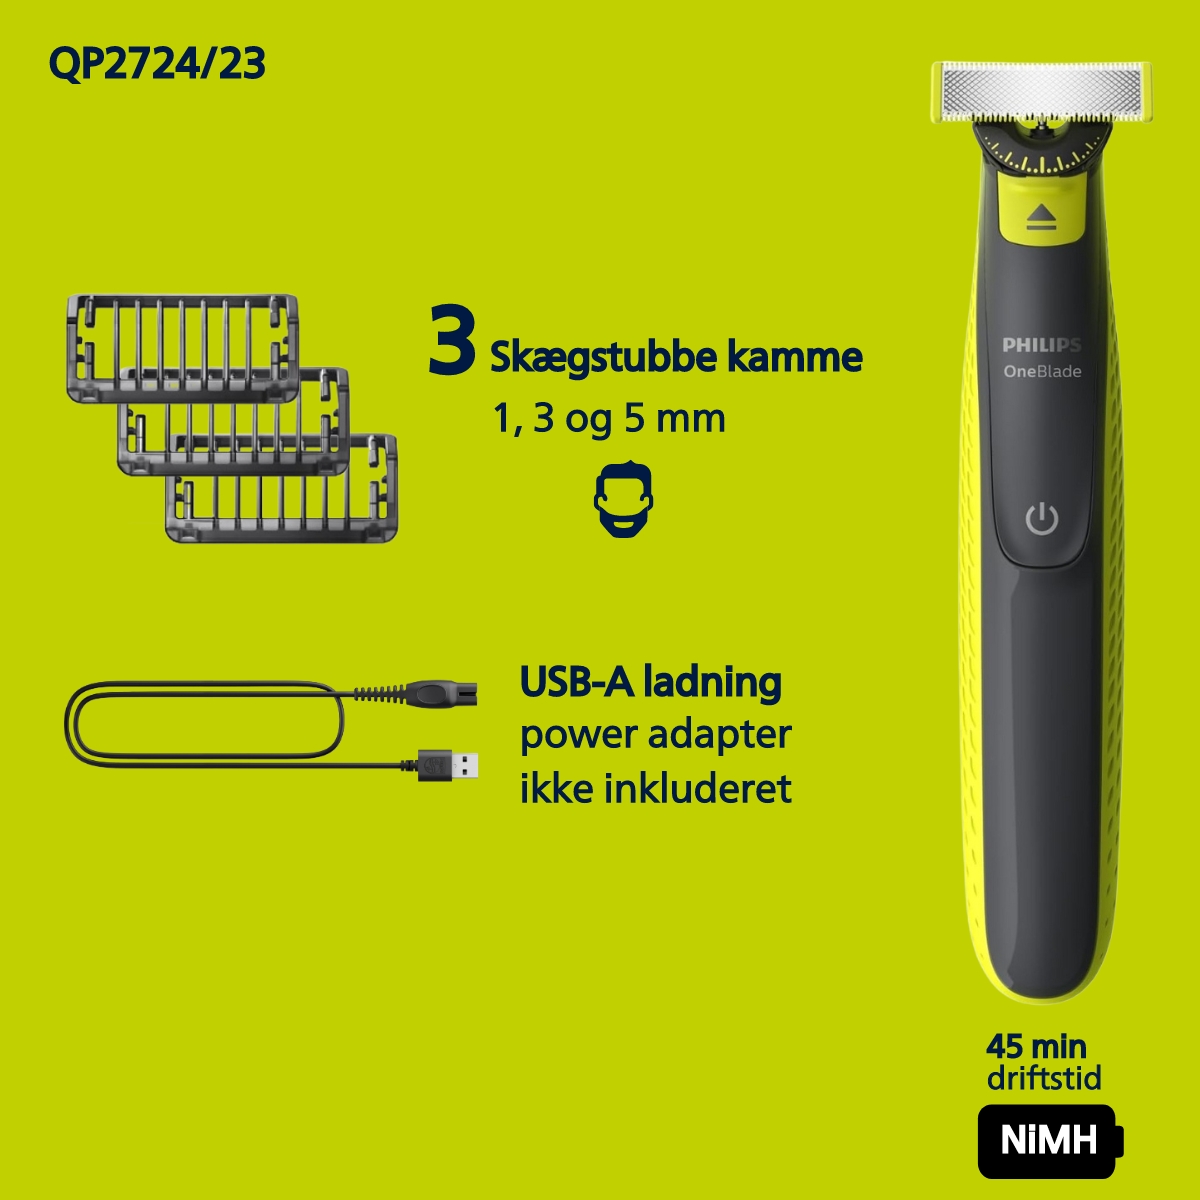 QP2724/23
3 Skægstubbe kamme
1, 3 og 5 mm
USB-A ladning
power adapter
ikke inkluderet
PHILIPS
OneBlade
45 min
driftstid
NiMH